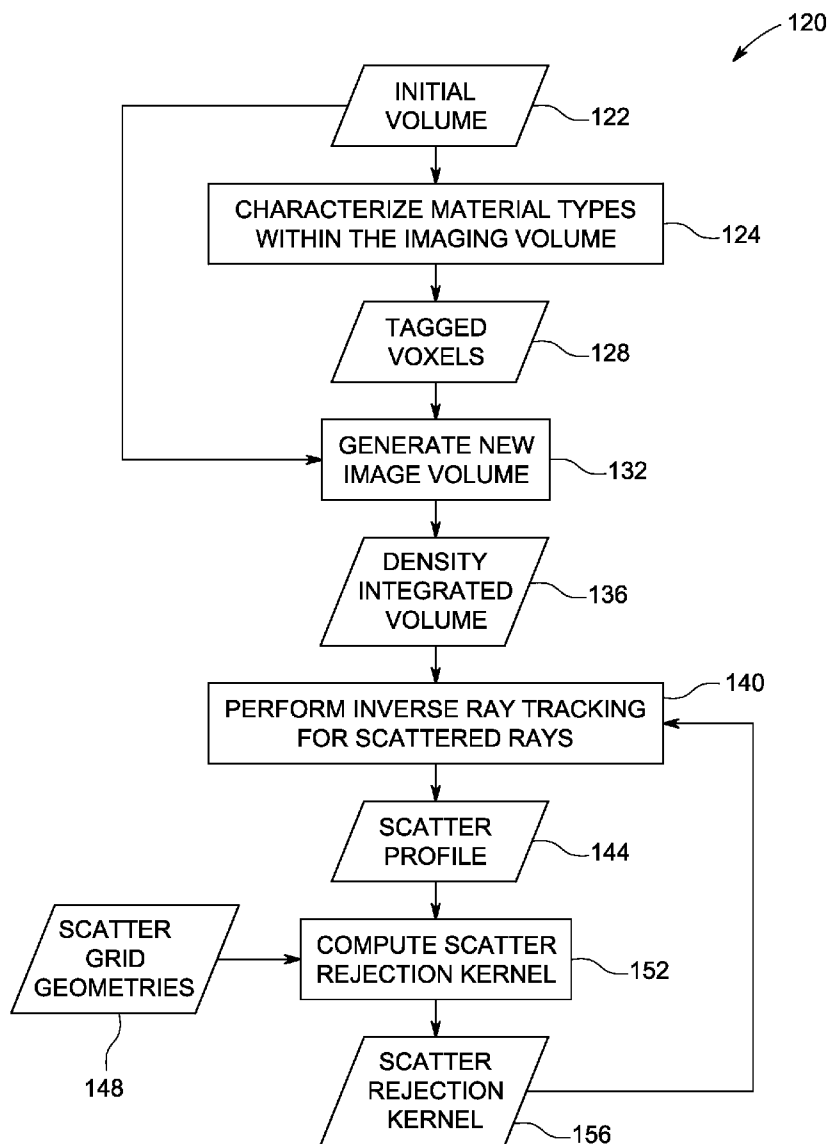 120
INITIAL
VOLUME
122
CHARACTERIZE MATERIAL TYPES
WITHIN THE IMAGING VOLUME
124
TAGGED
VOXELS
128
GENERATE NEW
IMAGE VOLUME
132
DENSITY
INTEGRATED
VOLUME
136
140
PERFORM INVERSE RAY TRACKING
FOR SCATTERED RAYS
SCATTER
PROFILE
144
SCATTER
GRID
GEOMETRIES
148
COMPUTE SCATTER
REJECTION KERNEL
152
SCATTER
REJECTION
KERNEL
156